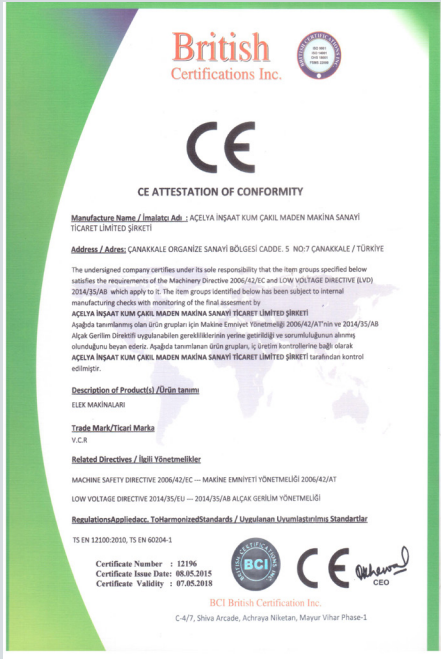 British
Certifications Inc.
CE
CE ATTESTATION OF CONFORMITY
Manufacture Name / İmalatçı Adı : AÇELYA İNŞAAT KUM ÇAKIL MADEN MAKİNA SANAYİ
TİCARET LİMİTED ŞİRKETİ
Address / Adres: ÇANAKKALE ORGANİZE SANAYİ BÖLGESİ CADDE. 5 NO:7 ÇANAKKALE / TÜRKİYE
The undersigned company certifies under its sole responsibility that the item groups specified below
satisfies the requirements of the Machinery Directive 2006/42/EC and LOW VOLTAGE DIRECTIVE (LVD)
2014/35/AB which apply to it. The item groups identified below has been subject to internal
manufacturing checks with monitoring of the final assesment by
AÇELYA İNŞAAT KUM ÇAKIL MADEN MAKİNA SANAYİ TİCARET LİMİTED ŞİRKETİ
Aşağıda tanımlanmış olan ürün grupları için Makine Emniyet Yönetmeliği 2006/42/AT'nin ve 2014/35/AB
Alçak Gerilim Direktifi uygulanabilen gerekliliklerinin yerine getirildiği ve sorumluluğunun alınmış
olunduğunu beyan ederiz. Aşağıda tanımlanan ürün grupları, iç üretim kontrollerine bağlı olarak
AÇELYA İNŞAAT KUM ÇAKIL MADEN MAKİNA SANAYİ TİCARET LİMİTED ŞİRKETİ tarafından kontrol
edilmiştir.
Description of Product(s) /Ürün tanımı
ELEK MAKİNALARI
Trade Mark/Ticari Marka
V.C.R
Related Directives / İlgili Yönetmelikler
MACHINE SAFETY DIRECTIVE 2006/42/EC --- MAKİNE EMNİYETİ YÖNETMELİĞİ 2006/42/AT
LOW VOLTAGE DIRECTIVE 2014/35/EU --- 2014/35/AB ALÇAK GERİLİM YÖNETMELİĞİ
RegulationsAppliedacc. ToHarmonizedStandards / Uygulanan Uyumlaştırılmış Standartlar
TS EN 12100:2010, TS EN 60204-1
Certificate Number : 12196
Certificate Issue Date: 08.05.2015
Certificate Validity : 07.05.2018
BCI
CE
CEO
BCI British Certification Inc.
C-4/7, Shiva Arcade, Achraya Niketan, Mayur Vihar Phase-1